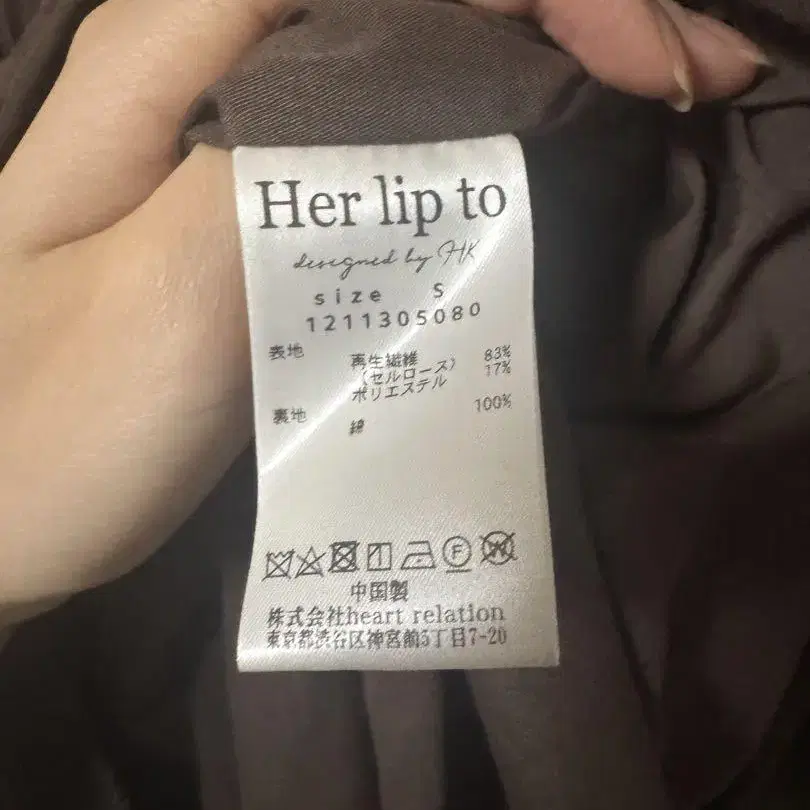 Her lip to
designed by HK
size S
1211305080
表地 再生繊維 83%
(セルロース)
ポリエステル 17%
裏地 綿 100%
中国製
株式会社heart relation
東京都渋谷区神宮前5丁目7-20